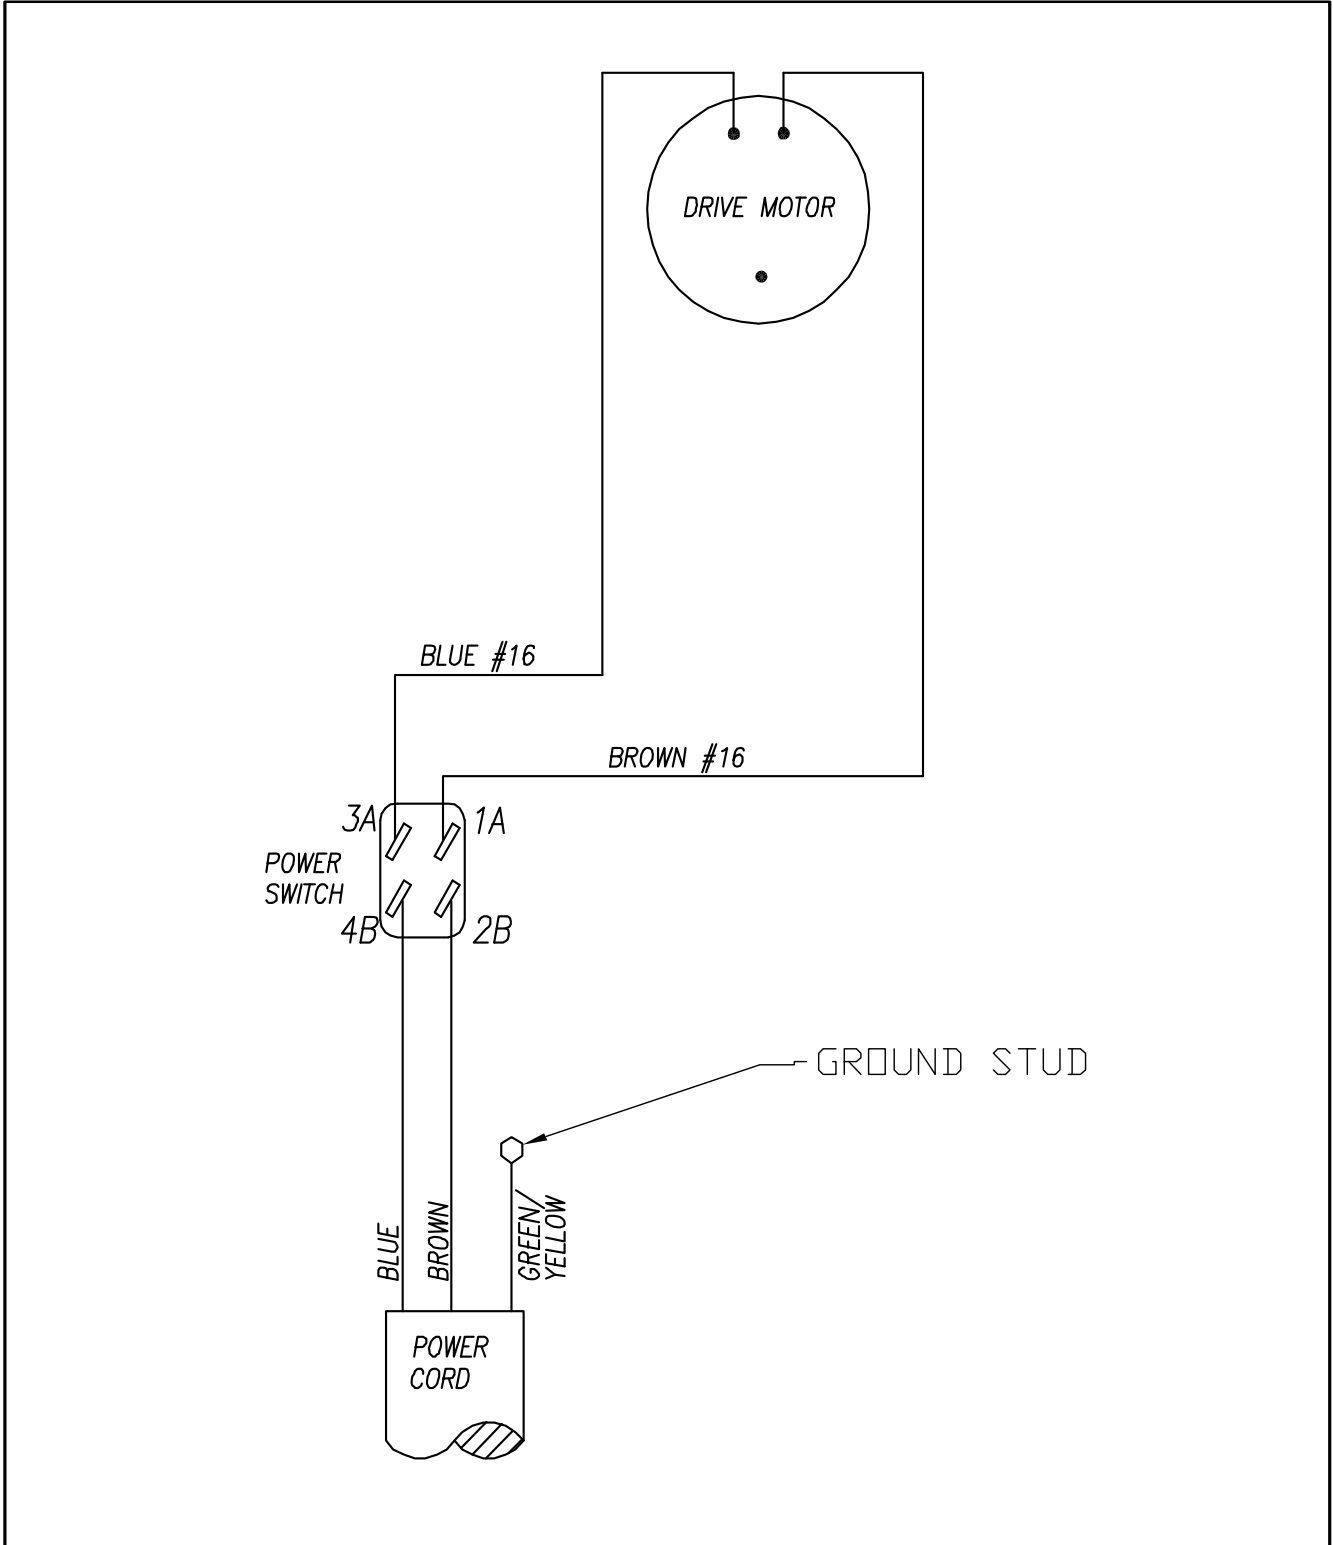 DRIVE MOTOR
BLUE #16
BROWN #16
3A
1A
POWER
SWITCH
4B
2B
GROUND STUD
BLUE
BROWN
GREEN/
YELLOW
POWER
CORD